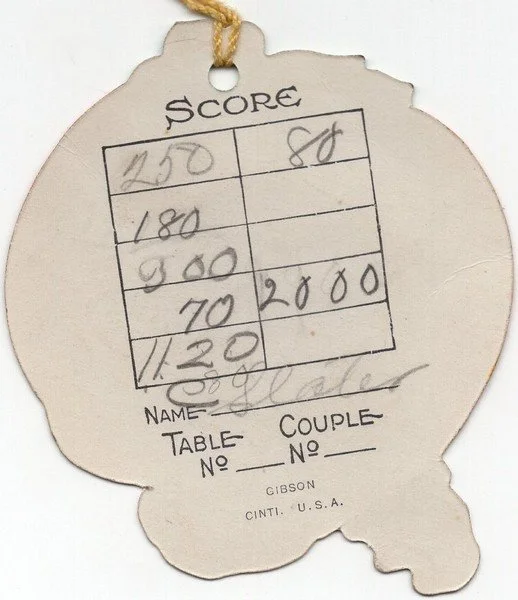 SCORE
250 80
180
900
70 2000
1120
NAME
TABLE COUPLE
Nº Nº
GIBSON
CINTI. U.S.A.